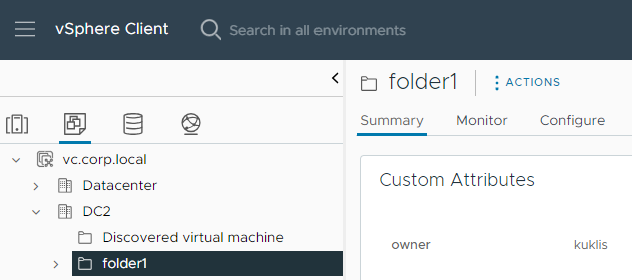 vSphere Client
Search in all environments
folder1
ACTIONS
Summary Monitor Configure
vc.corp.local
Datacenter
DC2
Discovered virtual machine
folder1
Custom Attributes
owner kuklis